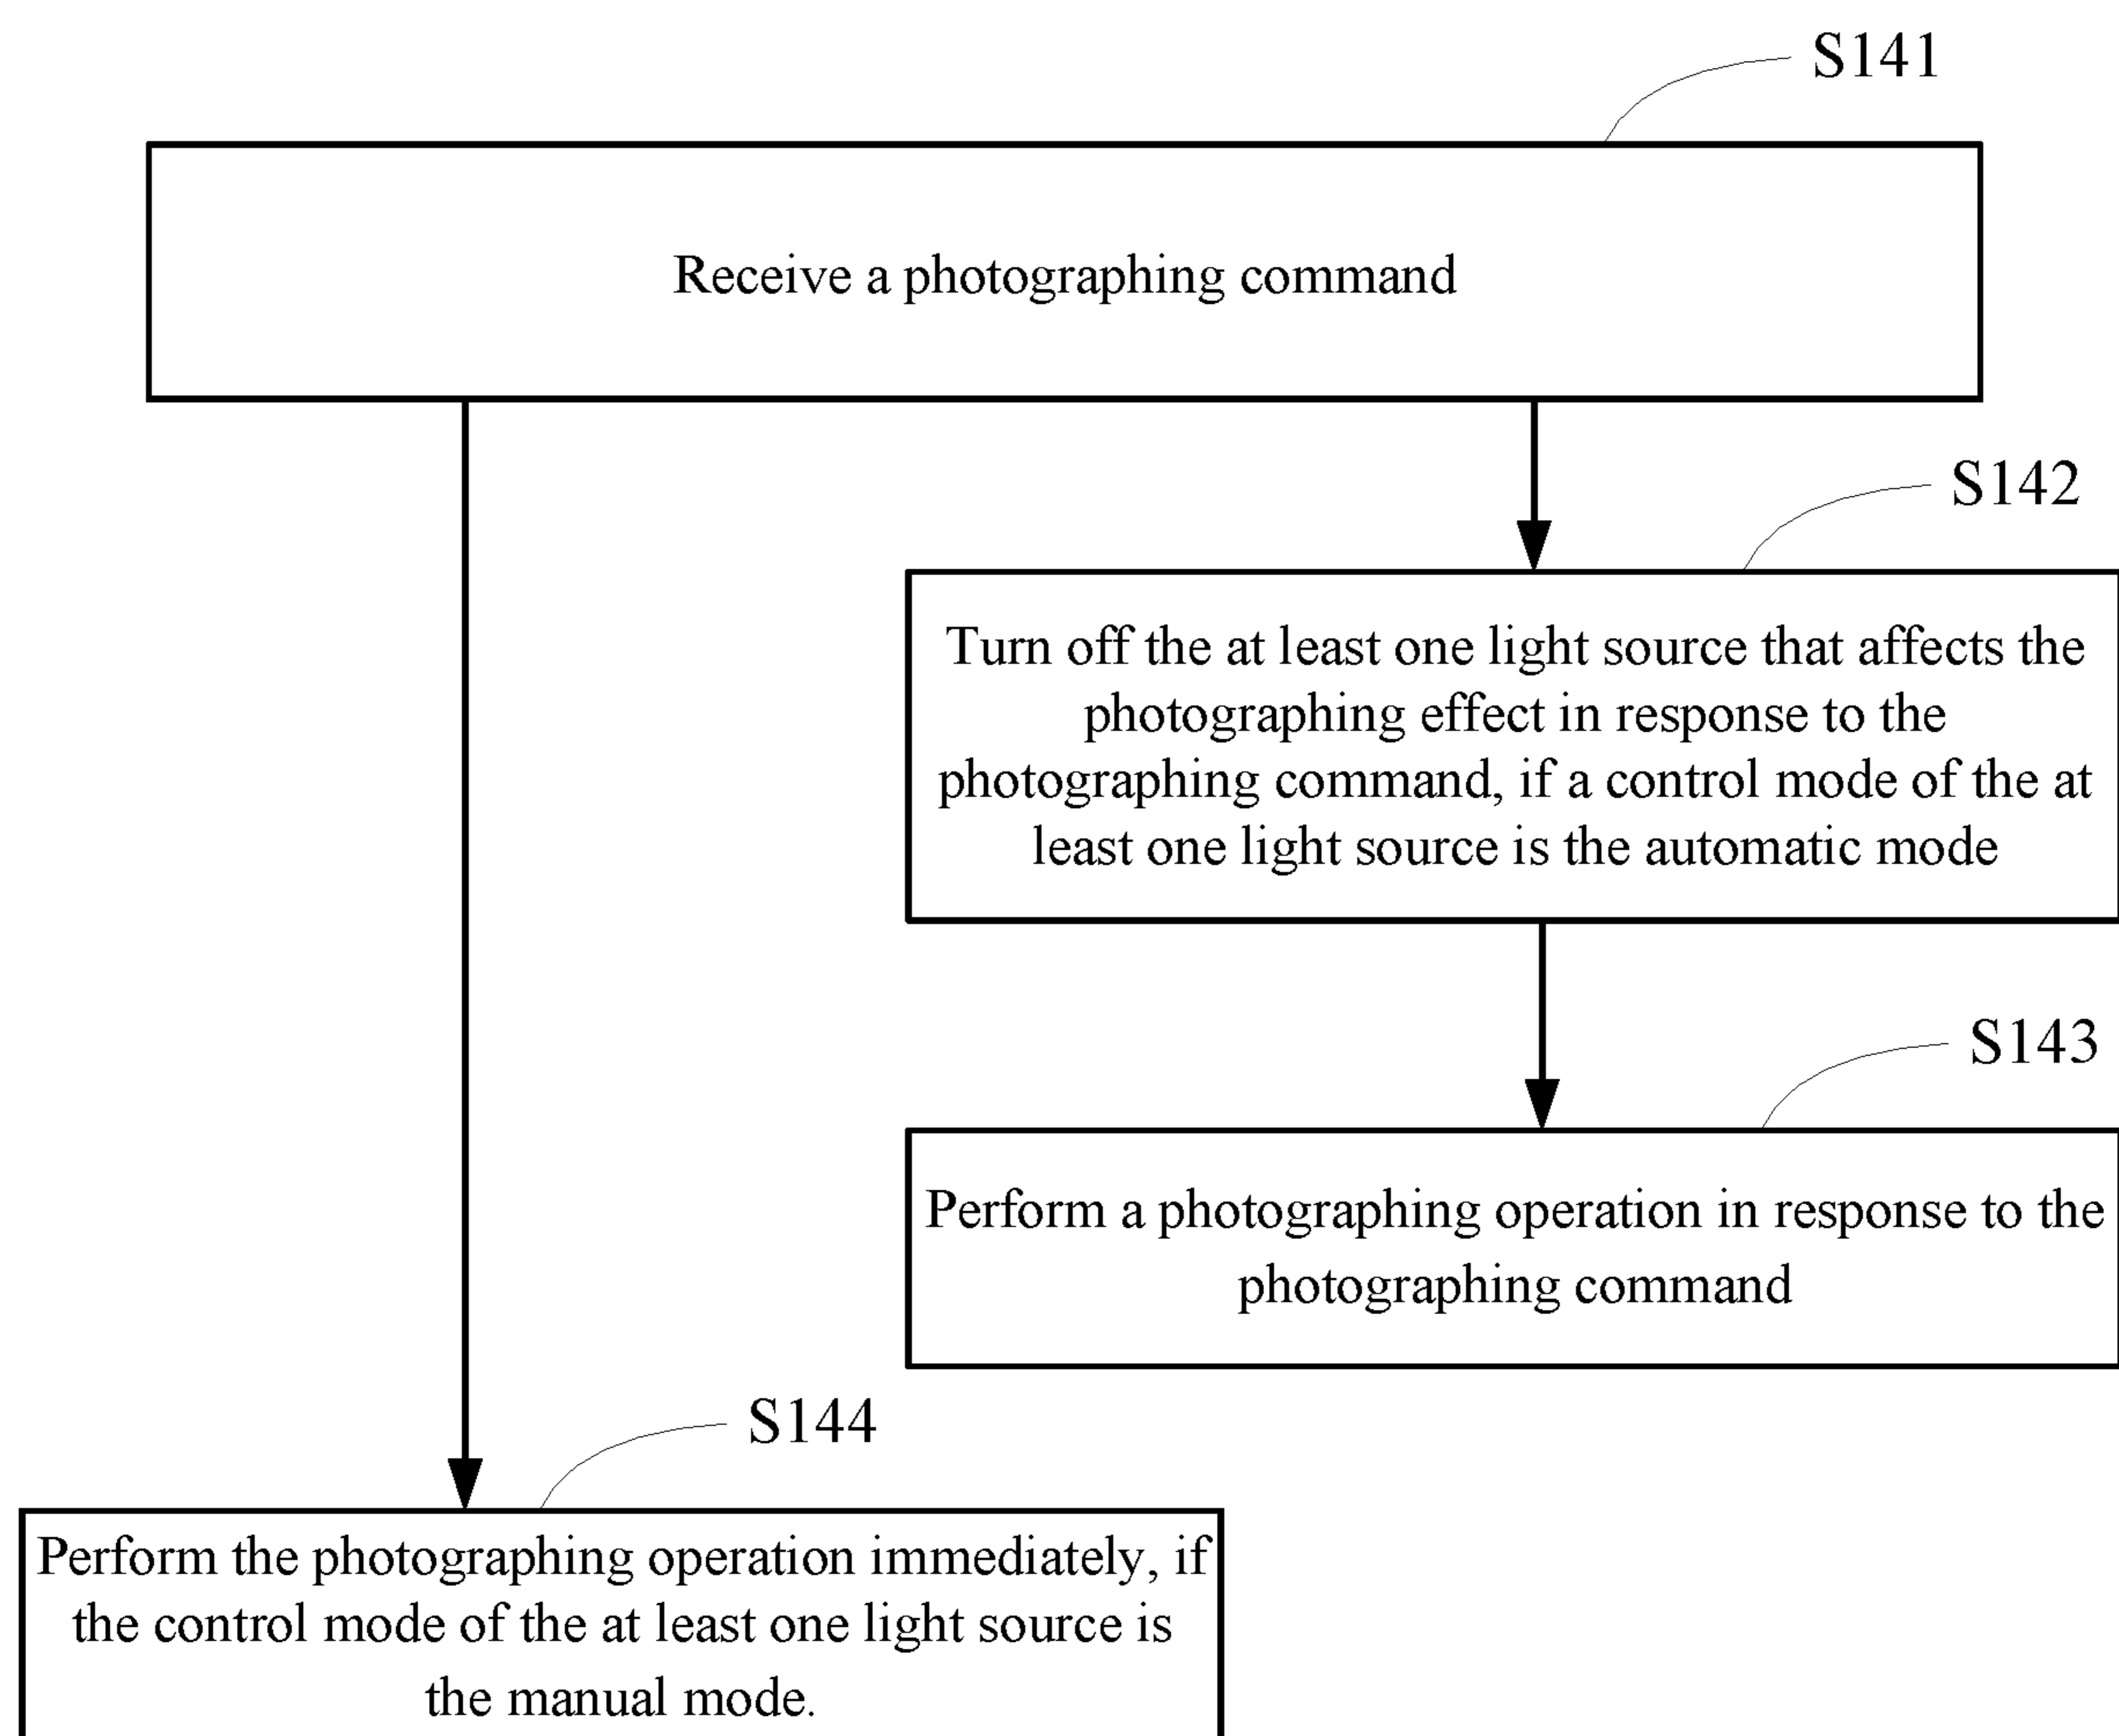 S141
Receive a photographing command
S142
Turn off the at least one light source that affects the
photographing effect in response to the
photographing command, if a control mode of the at
least one light source is the automatic mode
S143
Perform a photographing operation in response to the
photographing command
S144
Perform the photographing operation immediately, if
the control mode of the at least one light source is
the manual mode.